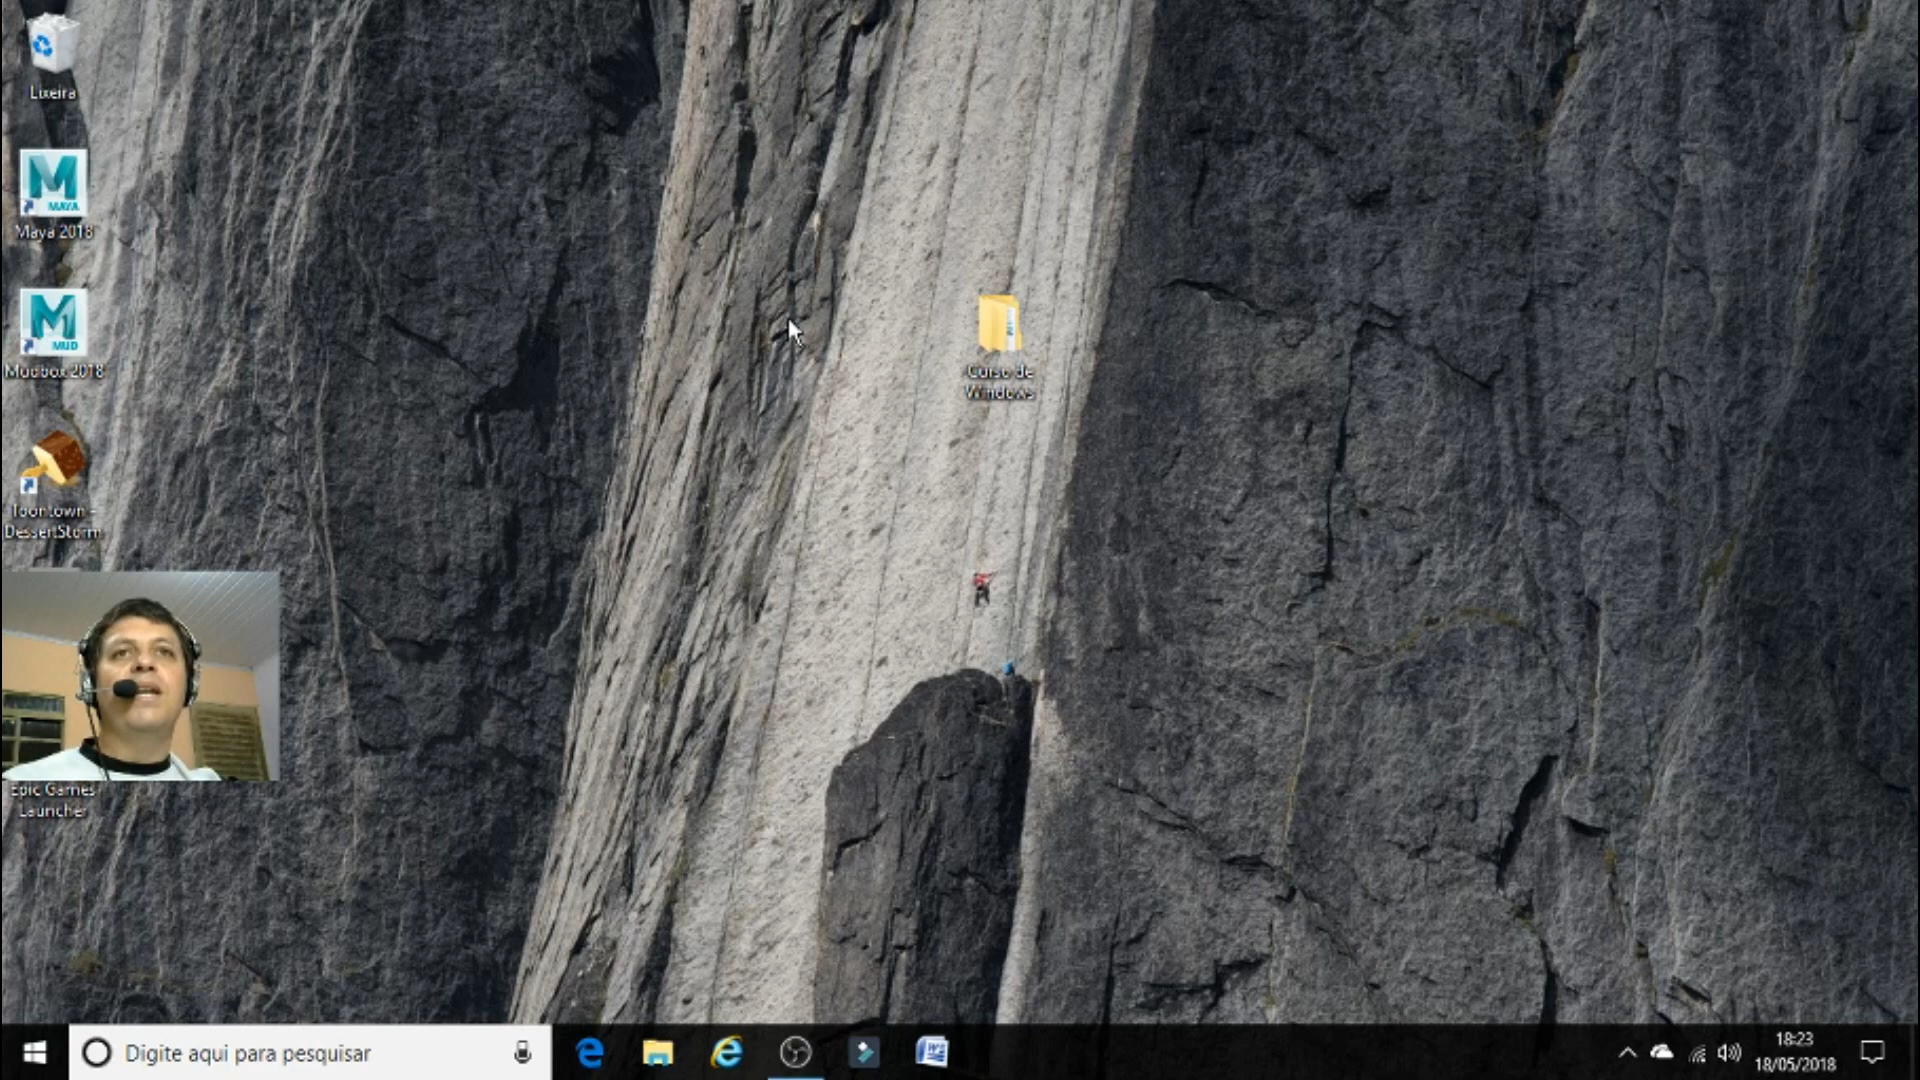 Lixeira
MAYA
Maya 2018
MUD
Mudbox 2018
Toontown -
DessertStorm
Epic Games
Launcher
Curso de
Windows
Digite aqui para pesquisar
18:23
18/05/2018